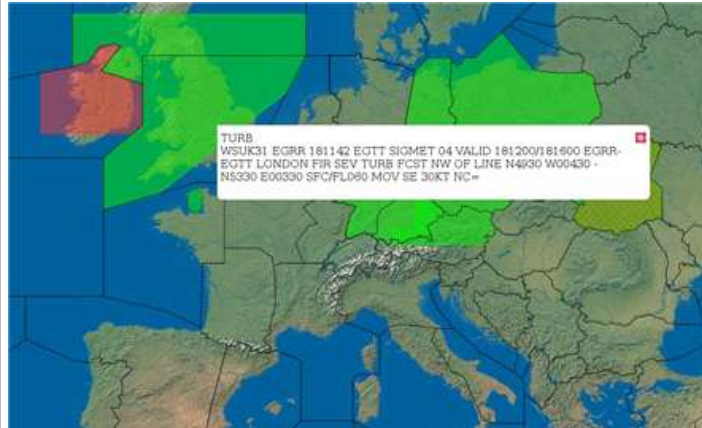 TURB
WSUK31 EGRR 181142 EGTT SIGMET 04 VALID 181200/181600 EGRR-
EGTT LONDON FIR SEV TURB FCST NW OF LINE N4930 W00430 -
N5330 E00330 SFC/FL060 MOV SE 30KT NC=